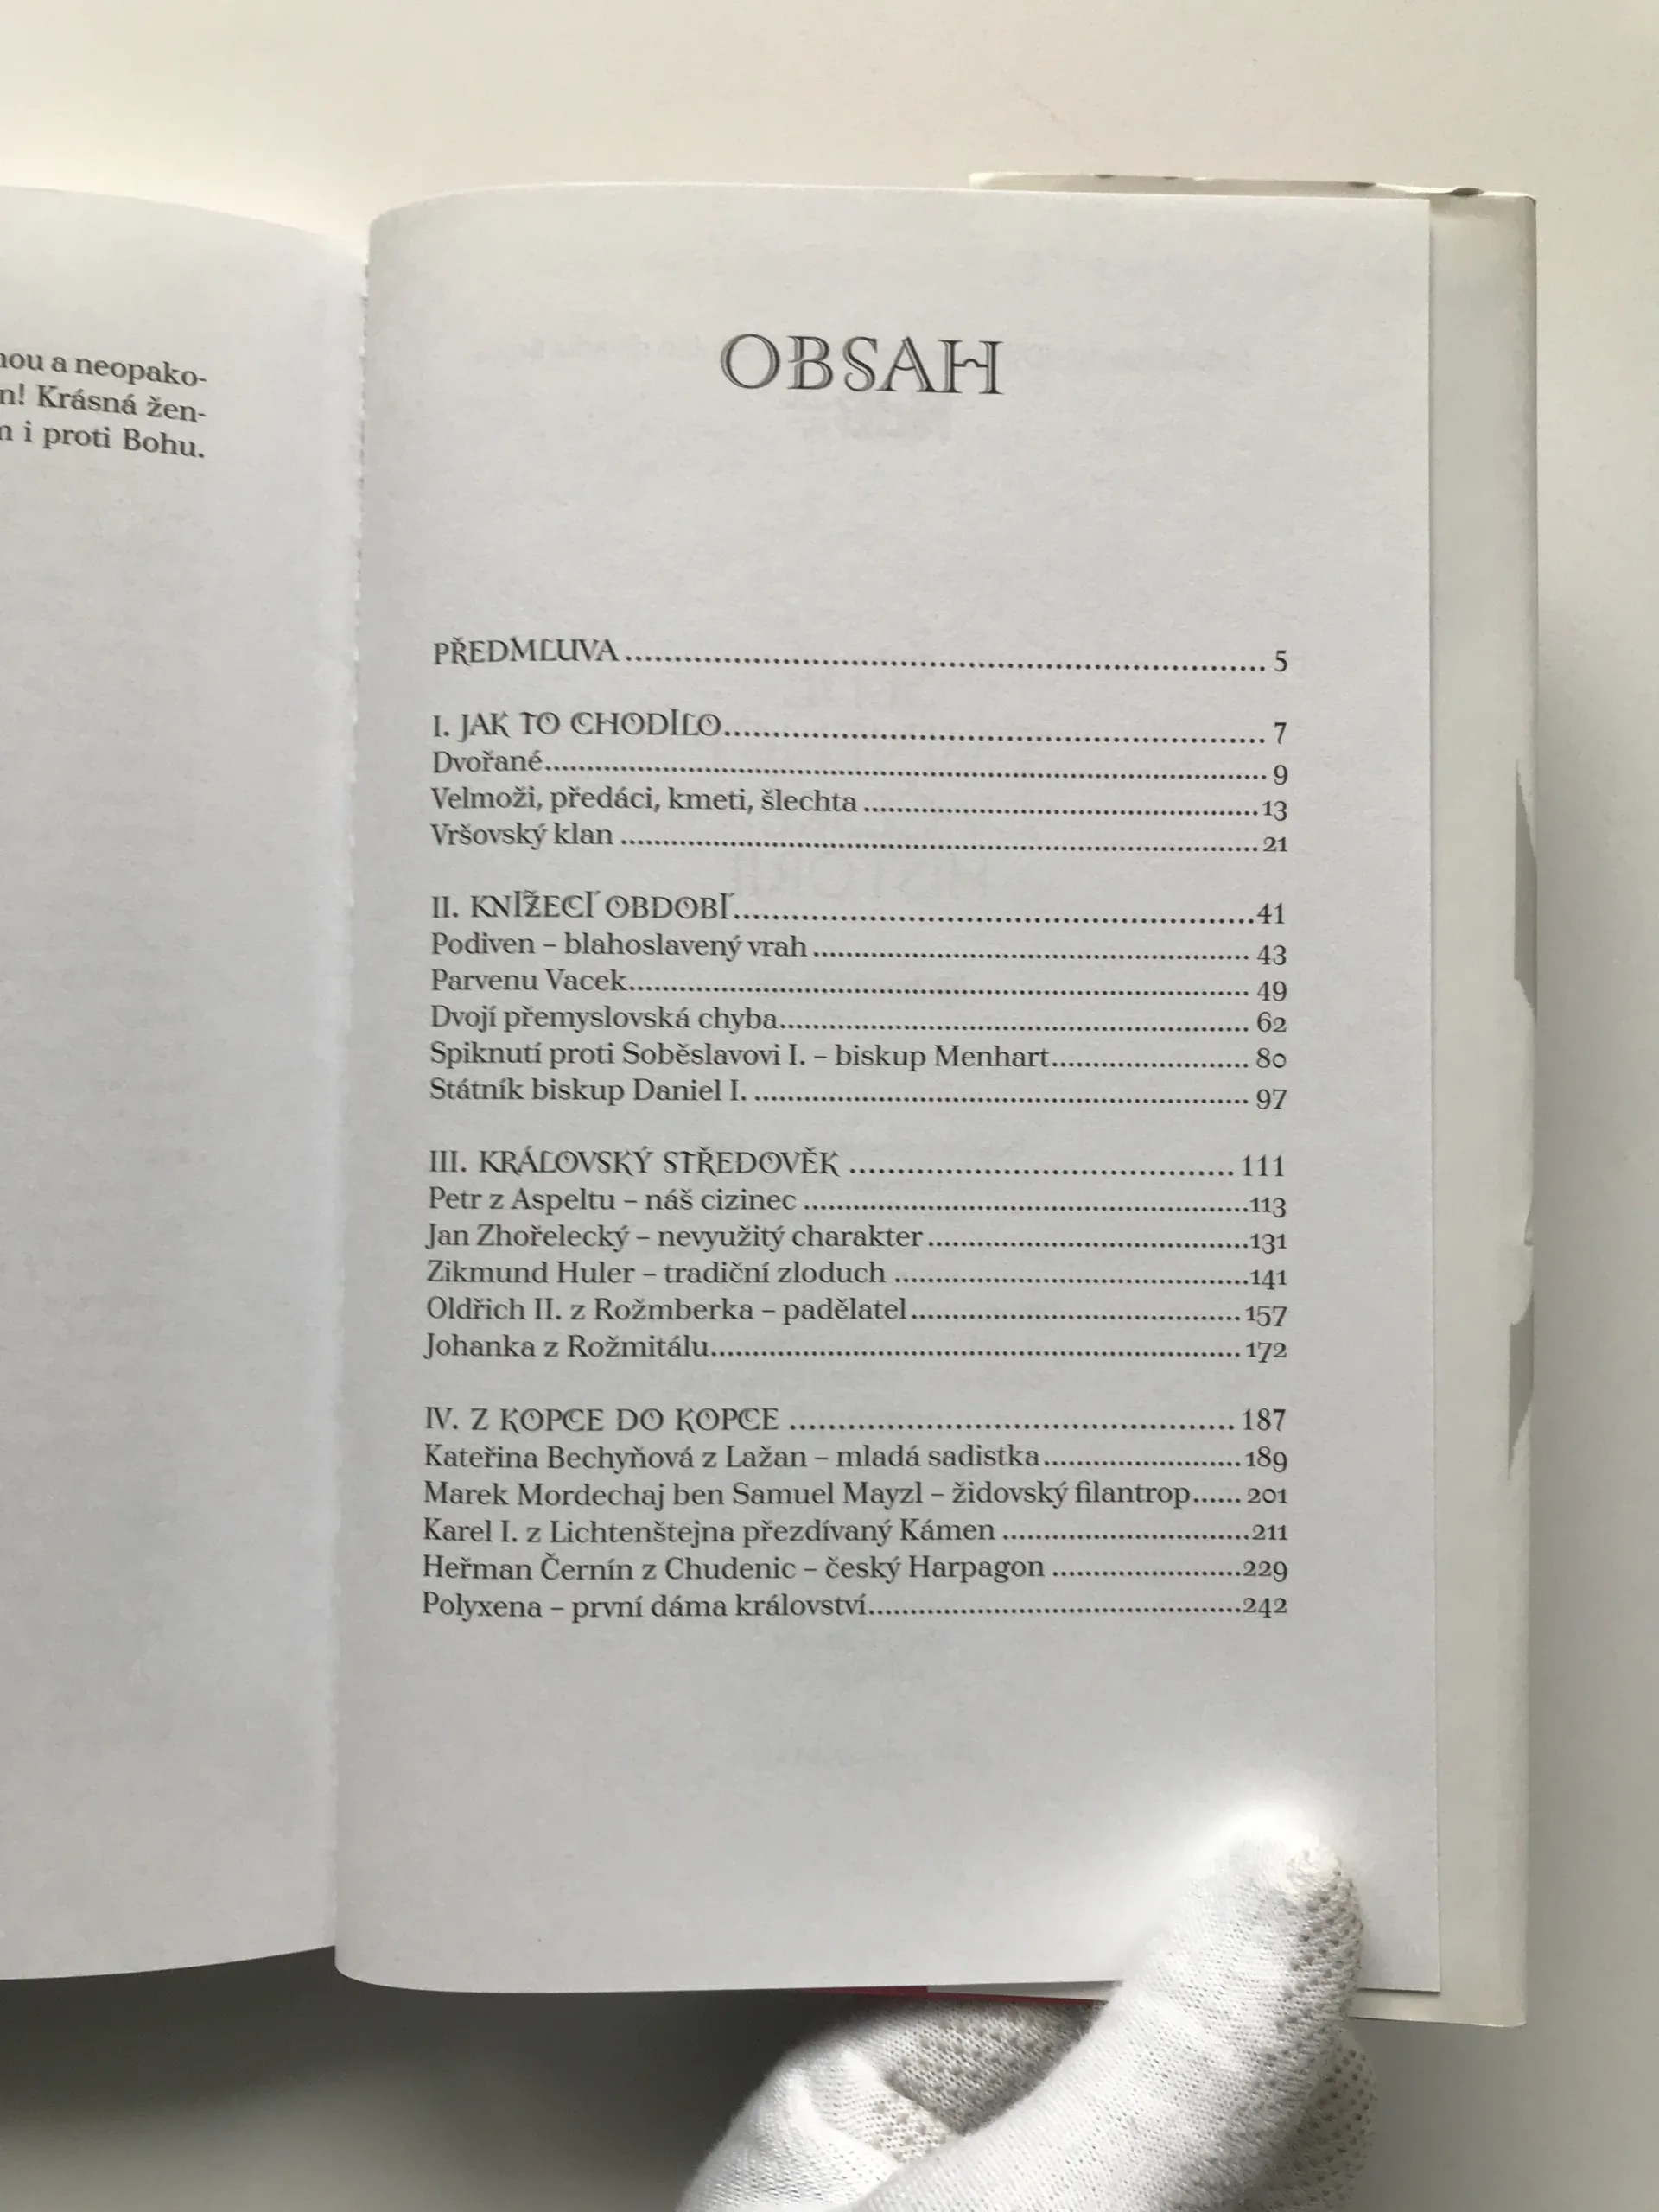 nou a neopako-
n! Krásná žen-
i proti Bohu.
OBSAH
PŘEDMLUVA ........................................................ 5
I. JAK TO CHODILO........................................................ 7
Dvořané........................................................ 9
Velmoži, předáci, kmeti, šlechta ........................................................ 13
Vršovský klan ........................................................ 21
II. KNÍŽECÍ OBDOBÍ........................................................ 41
Podiven – blahoslavený vrah ........................................................ 43
Parvenu Vacek........................................................ 49
Dvojí přemyslovská chyba........................................................ 62
Spiknutí proti Soběslavovi I. – biskup Menhart........................ 80
Státník biskup Daniel I. ........................................................ 97
III. KRÁLOVSKÝ STŘEDOVĚK ........................................ 111
Petr z Aspeltu – náš cizinec ........................................................ 113
Jan Zhořelecký – nevyužitý charakter ........................................ 131
Zikmund Huler – tradiční zloduch ........................................ 141
Oldřich II. z Rožmberka – padělatel........................................ 157
Johanka z Rožmitálu........................................................ 172
IV. Z KOPCE DO KOPCE ........................................................ 187
Kateřina Bechyňová z Lažan – mladá sadistka........................ 189
Marek Mordechaj ben Samuel Mayzl – židovský filantrop...... 201
Karel I. z Lichtenštejna přezdívaný Kámen ........................ 211
Heřman Černín z Chudenic – český Harpagon ........................ 229
Polyxena – první dáma království........................................ 242